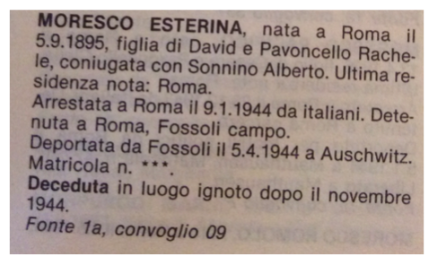 MORESCO ESTERINA, nata a Roma il
5.9.1895, figlia di David e Pavoncello Rache-
le, coniugata con Sonnino Alberto. Ultima re-
sidenza nota: Roma.
Arrestata a Roma il 9.1.1944 da italiani. Dete-
nuta a Roma, Fossoli campo.
Deportata da Fossoli il 5.4.1944 a Auschwitz.
Matricola n. ***.
Deceduta in luogo ignoto dopo il novembre
1944.
Fonte 1a, convoglio 09